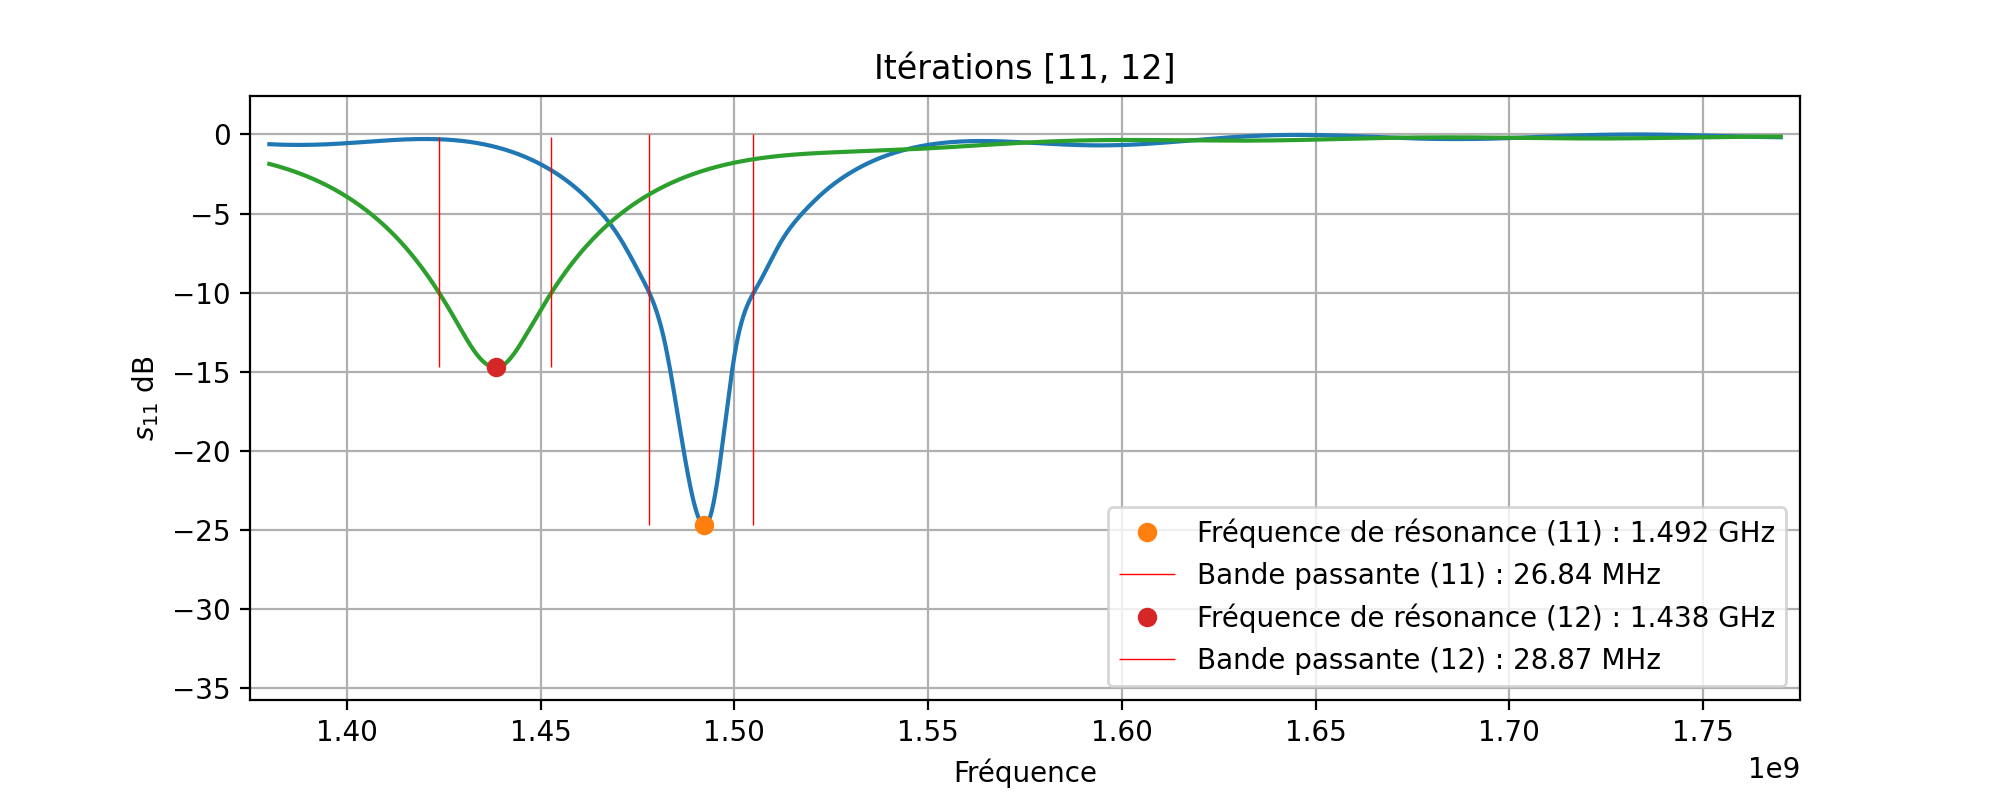 Itérations [11, 12]
0
−5
−10
−15
−20
−25
−30
−35
s₁₁ dB
Fréquence de résonance (11) : 1.492 GHz
Bande passante (11) : 26.84 MHz
Fréquence de résonance (12) : 1.438 GHz
Bande passante (12) : 28.87 MHz
1.40 1.45 1.50 1.55 1.60 1.65 1.70 1.75
1e9
Fréquence